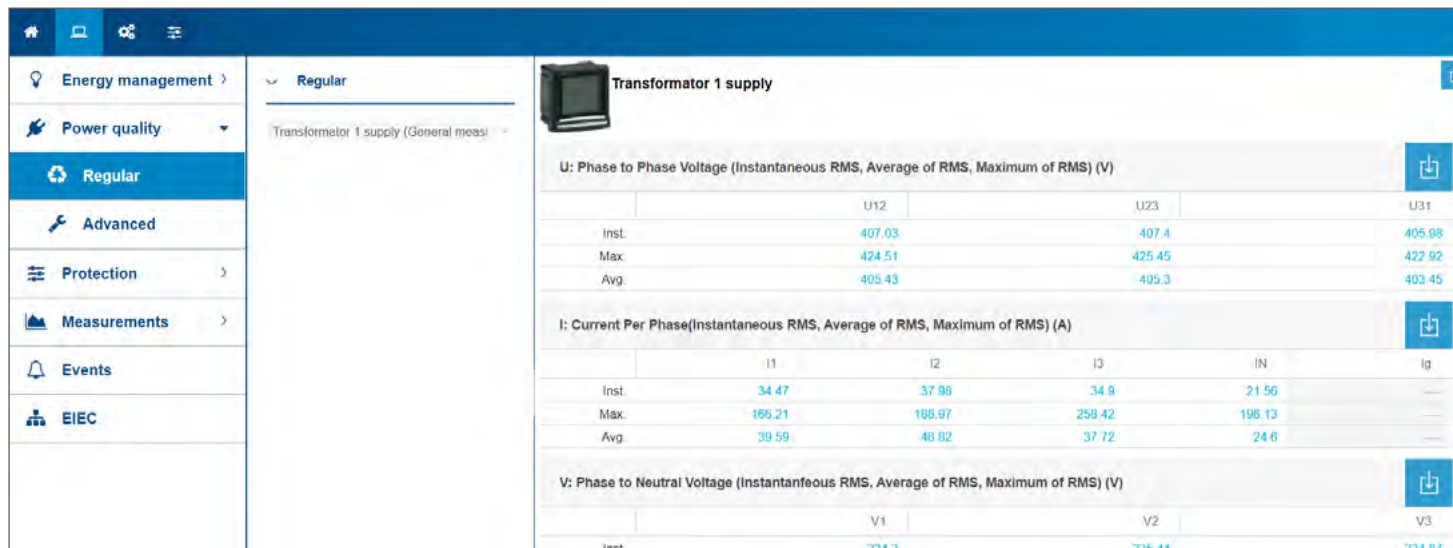 Energy management
Power quality
Regular
Advanced
Protection
Measurements
Events
EIEC
Regular
Transformator 1 supply (General measu
Transformator 1 supply
U: Phase to Phase Voltage (Instantaneous RMS, Average of RMS, Maximum of RMS) (V)
U12 U23 U31
Inst. 407.03 407.4 405.98
Max. 424.51 425.45 422.92
Avg. 405.43 405.3 403.45
I: Current Per Phase(Instantaneous RMS, Average of RMS, Maximum of RMS) (A)
I1 I2 I3 IN Ig
Inst. 34.47 37.98 34.9 21.56 ----
Max. 166.21 258.42 196.13 ----
Avg. 39.59 46.82 37.72 24.6 ----
V: Phase to Neutral Voltage (Instantanfeous RMS, Average of RMS, Maximum of RMS) (V)
V1 V2 V3
Inst.